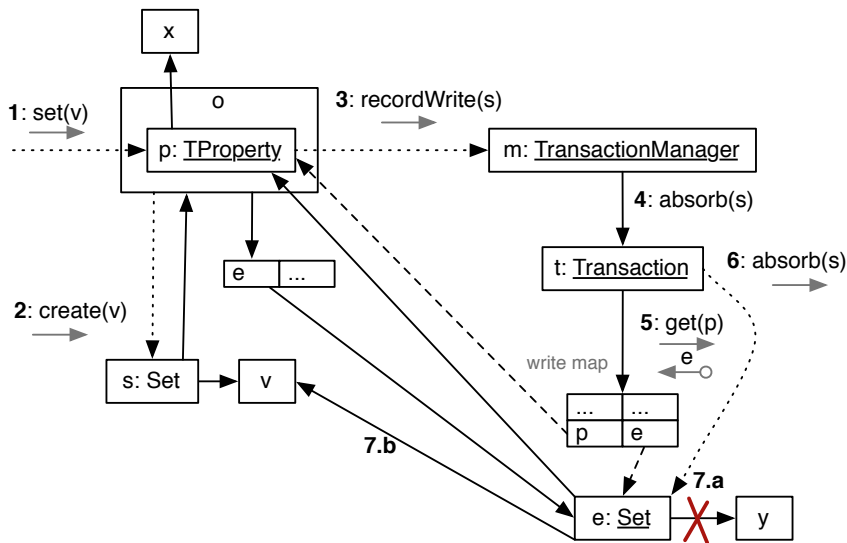 x
o
1: set(v)
3: recordWrite(s)
p: TProperty
m: TransactionManager
4: absorb(s)
e ...
t: Transaction
6: absorb(s)
2: create(v)
5: get(p)
e
write map
s: Set
v
... ...
p e
7.b
7.a
e: Set
y